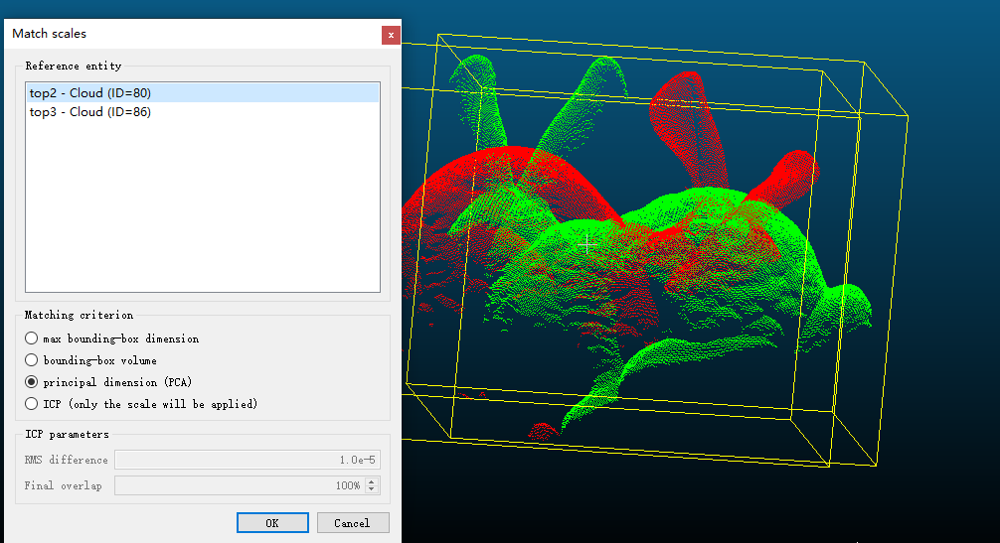 Match scales
x
Reference entity
top2 - Cloud (ID=80)
top3 - Cloud (ID=86)
Matching criterion
max bounding-box dimension
bounding-box volume
principal dimension (PCA)
ICP (only the scale will be applied)
ICP parameters
RMS difference 1.0e-5
Final overlap 100%
OK Cancel